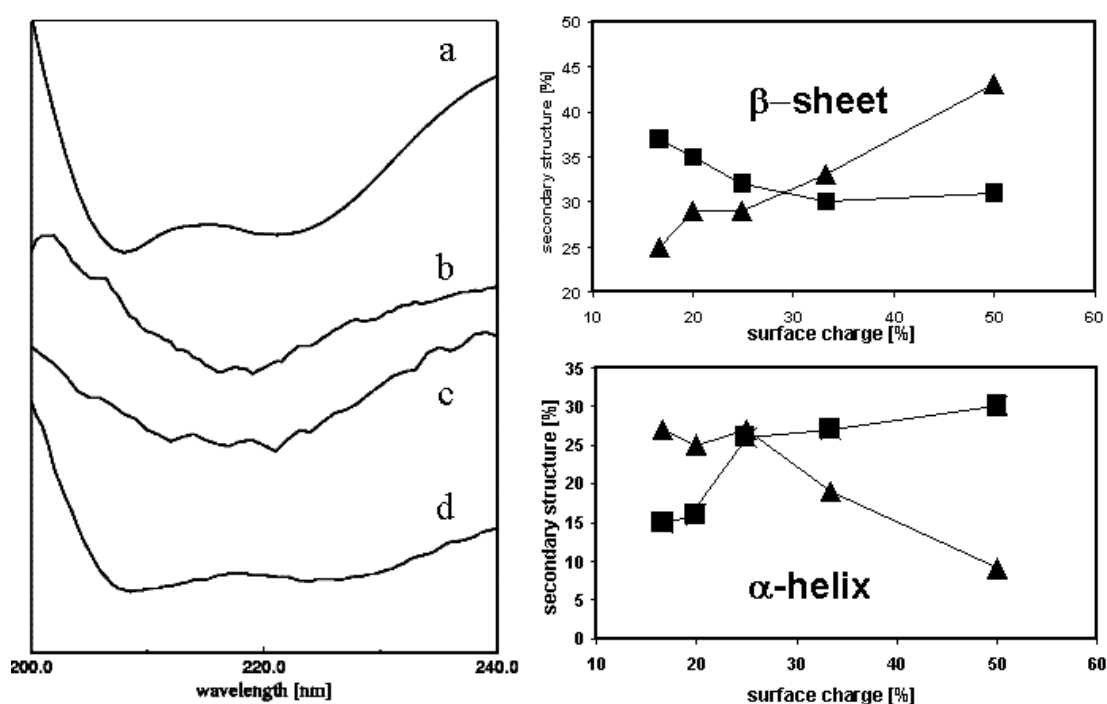 a
b
c
d
200.0 220.0 240.0
wavelength [nm]
50
45
40
35
30
25
20
secondary structure [%]
β–sheet
10 20 30 40 50 60
surface charge [%]
35
30
25
20
15
10
5
0
secondary structure [%]
α-helix
10 20 30 40 50 60
surface charge [%]